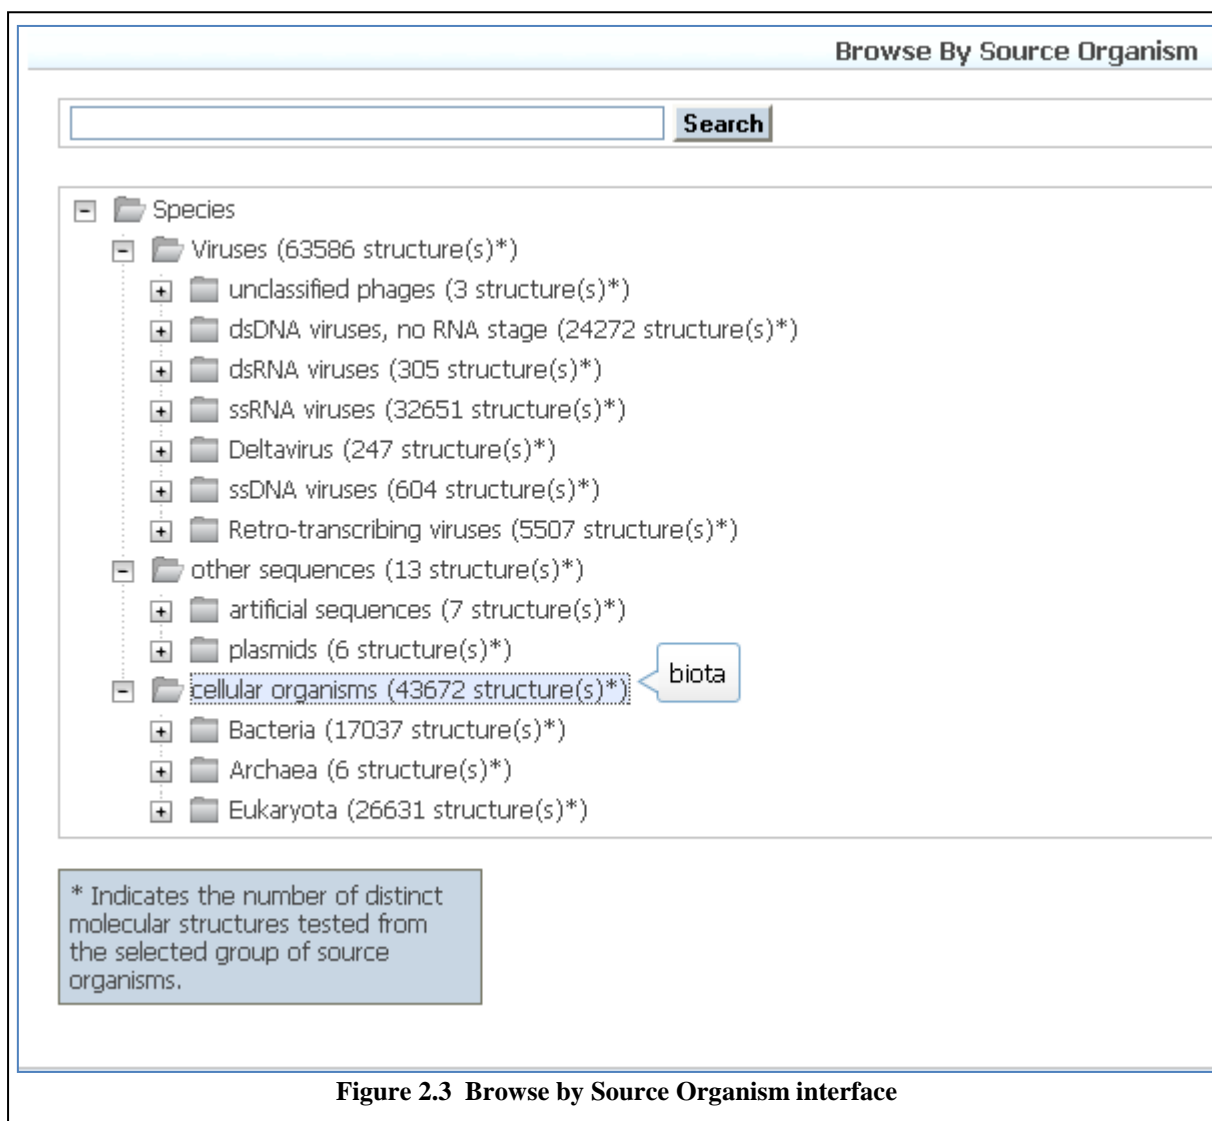 Browse By Source Organism
Search
Species
Viruses (63586 structure(s)*)
unclassified phages (3 structure(s)*)
dsDNA viruses, no RNA stage (24272 structure(s)*)
dsRNA viruses (305 structure(s)*)
ssRNA viruses (32651 structure(s)*)
Deltavirus (247 structure(s)*)
ssDNA viruses (604 structure(s)*)
Retro-transcribing viruses (5507 structure(s)*)
other sequences (13 structure(s)*)
artificial sequences (7 structure(s)*)
plasmids (6 structure(s)*)
cellular organisms (43672 structure(s)*)
biota
Bacteria (17037 structure(s)*)
Archaea (6 structure(s)*)
Eukaryota (26631 structure(s)*)
* Indicates the number of distinct
molecular structures tested from
the selected group of source
organisms.
Figure 2.3 Browse by Source Organism interface